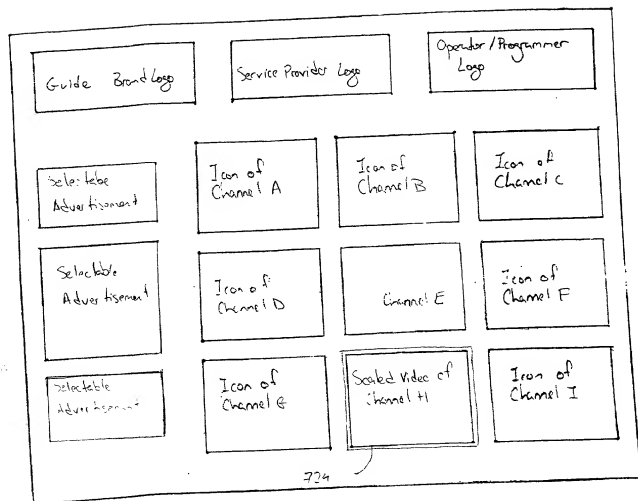 Guide Brand Logo
Service Provider Logo
Operator/Programmer
Logo
Selectable
Advertisement
Icon of
Channel A
Icon of
Channel B
Icon of
Channel C
Selectable
Advertisement
Icon of
Channel D
Channel E
Icon of
Channel F
Selectable
Advertisement
Icon of
Channel G
Scaled Video of
Channel H
Icon of
Channel I
724